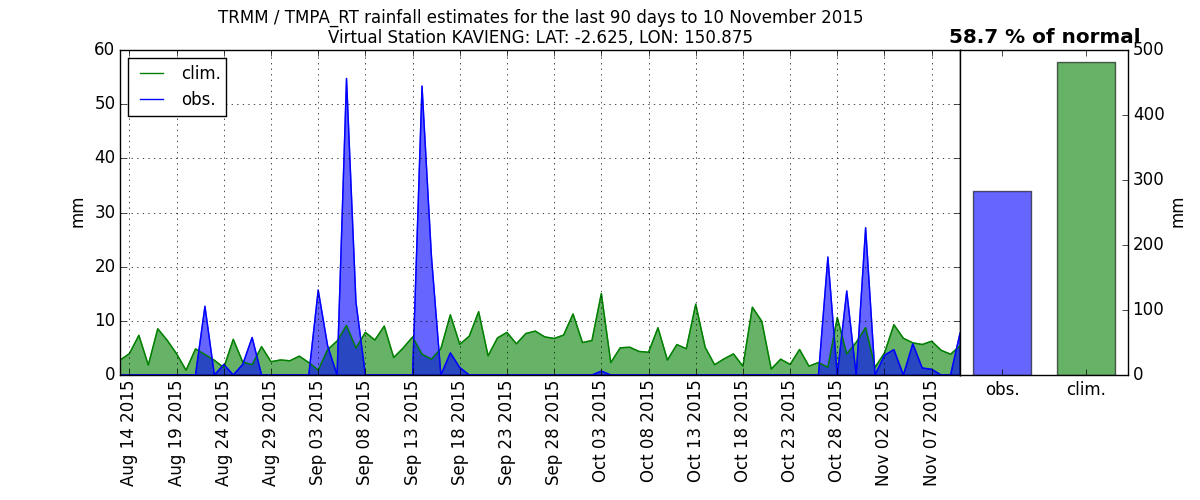 TRMM / TMPA_RT rainfall estimates for the last 90 days to 10 November 2015
Virtual Station KAVIENG: LAT: -2.625, LON: 150.875
58.7 % of normal
clim.
obs.
60
50
40
30
20
10
0
mm
500
400
300
200
100
0
mm
obs.
clim.
Aug 14 2015
Aug 19 2015
Aug 24 2015
Aug 29 2015
Sep 03 2015
Sep 08 2015
Sep 13 2015
Sep 18 2015
Sep 23 2015
Sep 28 2015
Oct 03 2015
Oct 08 2015
Oct 13 2015
Oct 18 2015
Oct 23 2015
Oct 28 2015
Nov 02 2015
Nov 07 2015